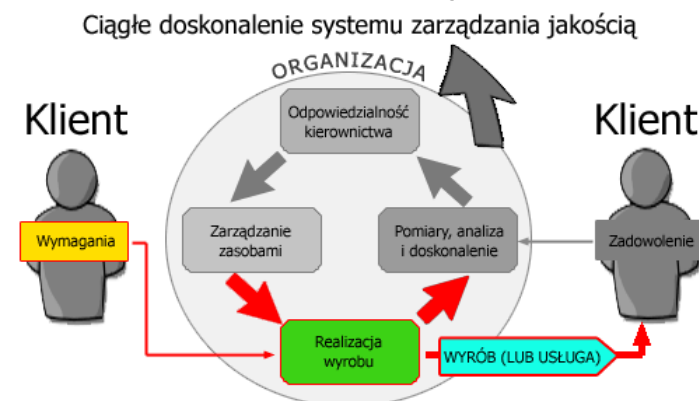 Ciągłe doskonalenie systemu zarządzania jakością
ORGANIZACJA
Klient
Klient
Odpowiedzialność
kierownictwa
Wymagania
Zarządzanie
zasobami
Pomiary, analiza
i doskonalenie
Zadowolenie
Realizacja
wyrobu
WYRÓB (LUB USŁUGA)